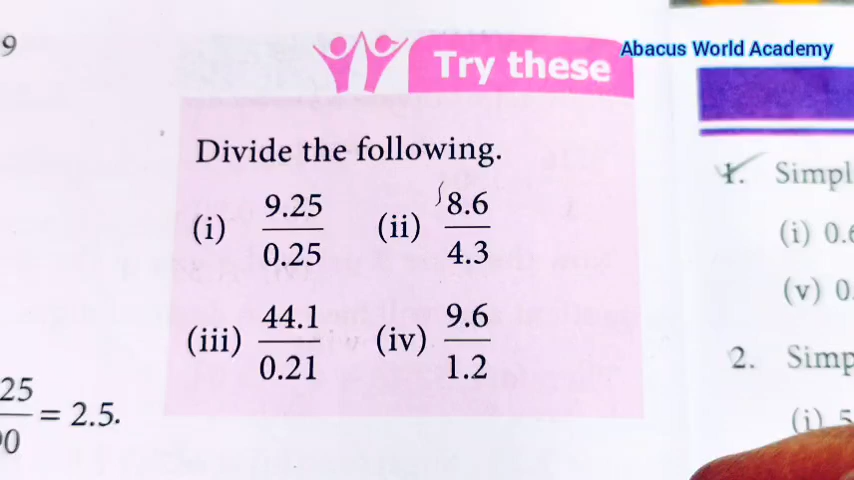 9
Abacus World Academy
Try these
Divide the following.
(i) 9.25/0.25 (ii) 8.6/4.3
(iii) 44.1/0.21 (iv) 9.6/1.2
25
= 2.5.
1. Simpl
(i) 0.
(v) 0.
2. Simp
(i) 5